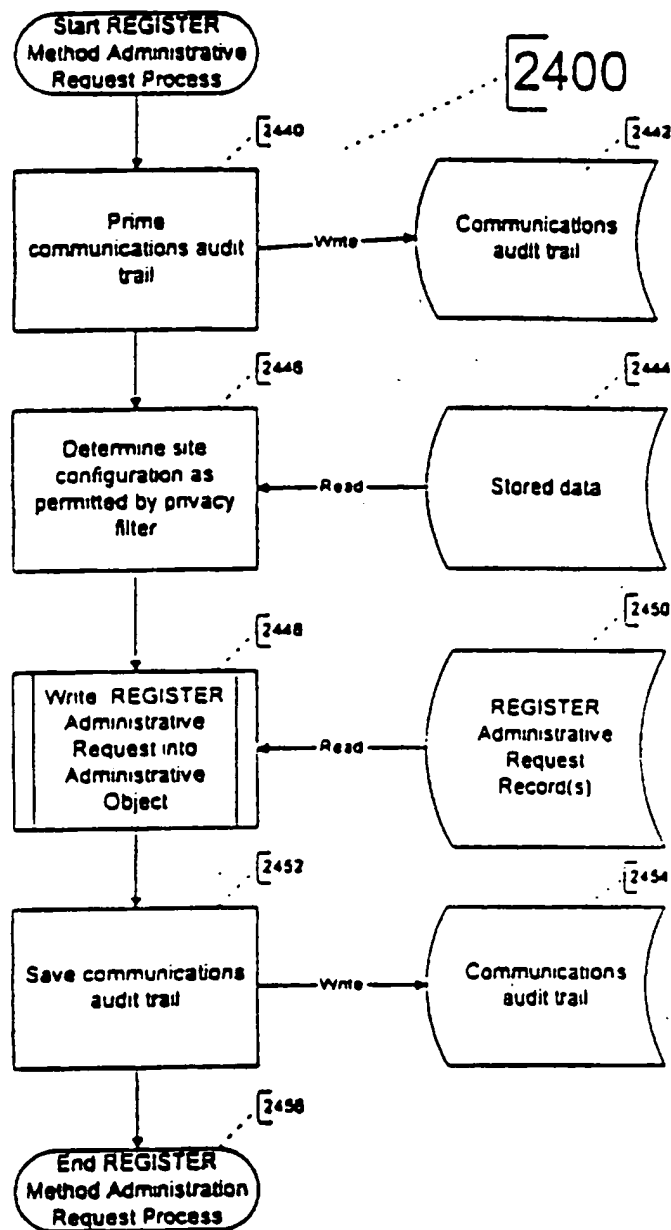 Start REGISTER
Method Administrative
Request Process
2400
2440
2442
Prime
communications audit
trail
Write
Communications
audit trail
2446
2444
Determine site
configuration as
permitted by privacy
filter
Read
Stored data
2448
2450
Write REGISTER
Administrative
Request into
Administrative
Object
Read
REGISTER
Administrative
Request
Record(s)
2452
2454
Save communications
audit trail
Write
Communications
audit trail
2456
End REGISTER
Method Administration
Request Process